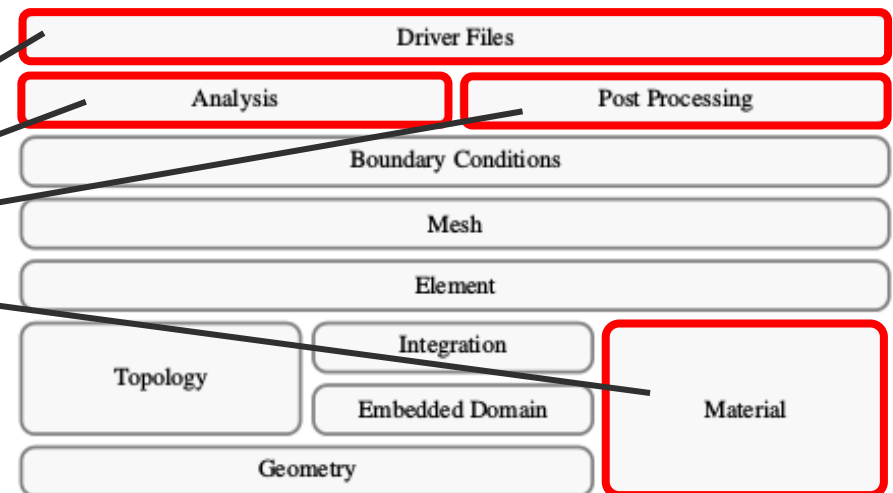 Driver Files
Analysis
Post Processing
Boundary Conditions
Mesh
Element
Topology
Integration
Embedded Domain
Material
Geometry